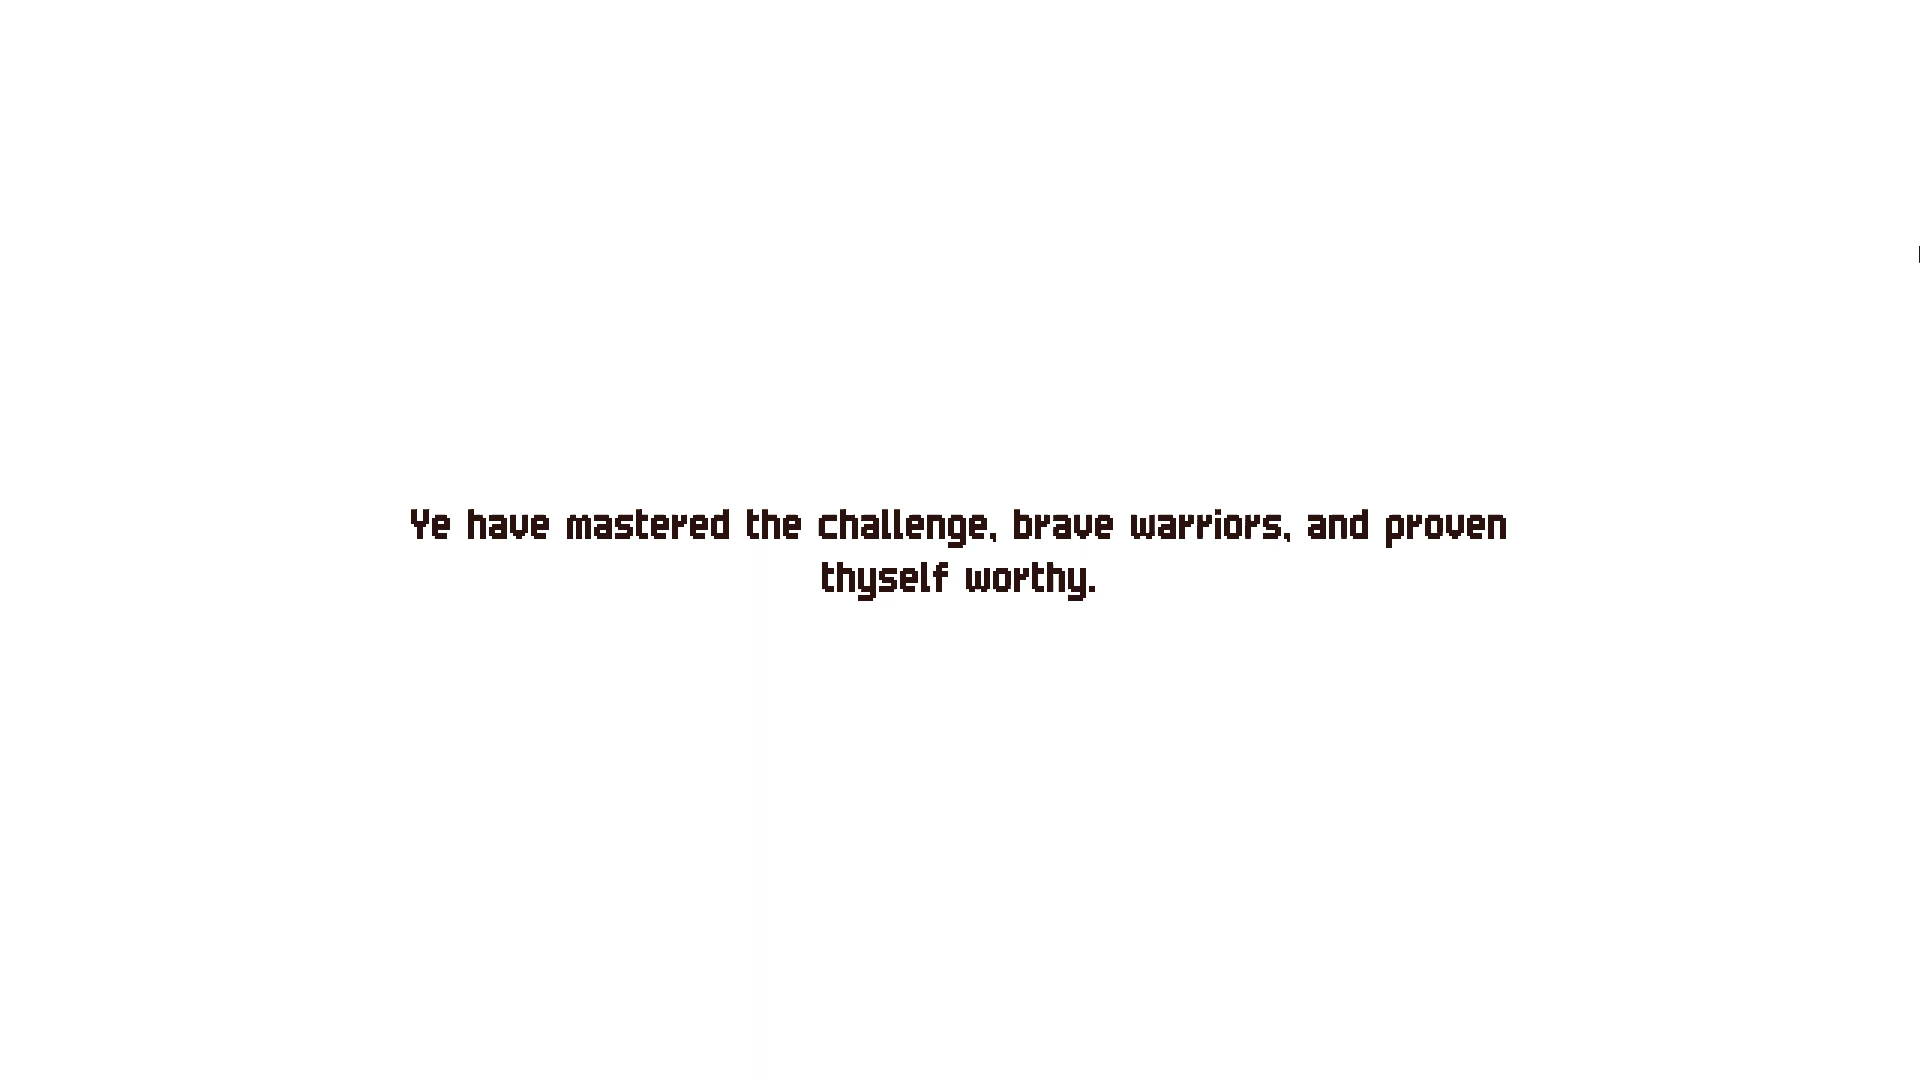 Ye have mastered the challenge, brave warriors, and proven
thyself worthy.